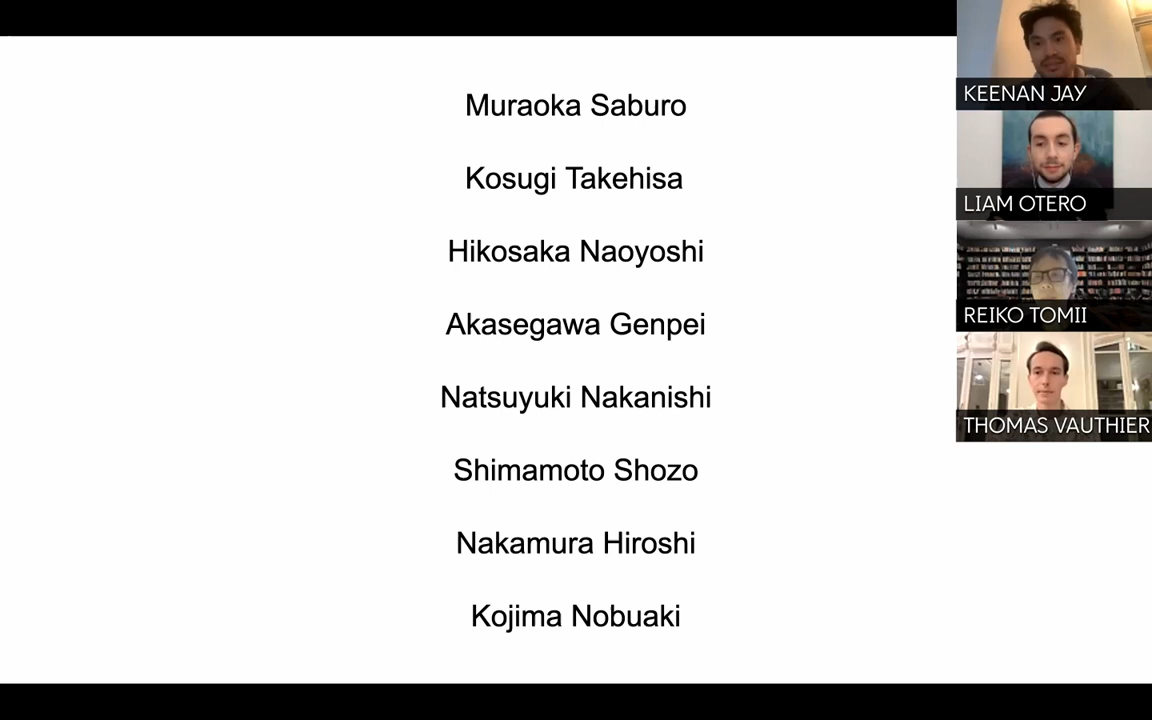 Muraoka Saburo
Kosugi Takehisa
Hikosaka Naoyoshi
Akasegawa Genpei
Natsuyuki Nakanishi
Shimamoto Shozo
Nakamura Hiroshi
Kojima Nobuaki
KEENAN JAY
LIAM OTERO
REIKO TOMII
THOMAS VAUTHIER